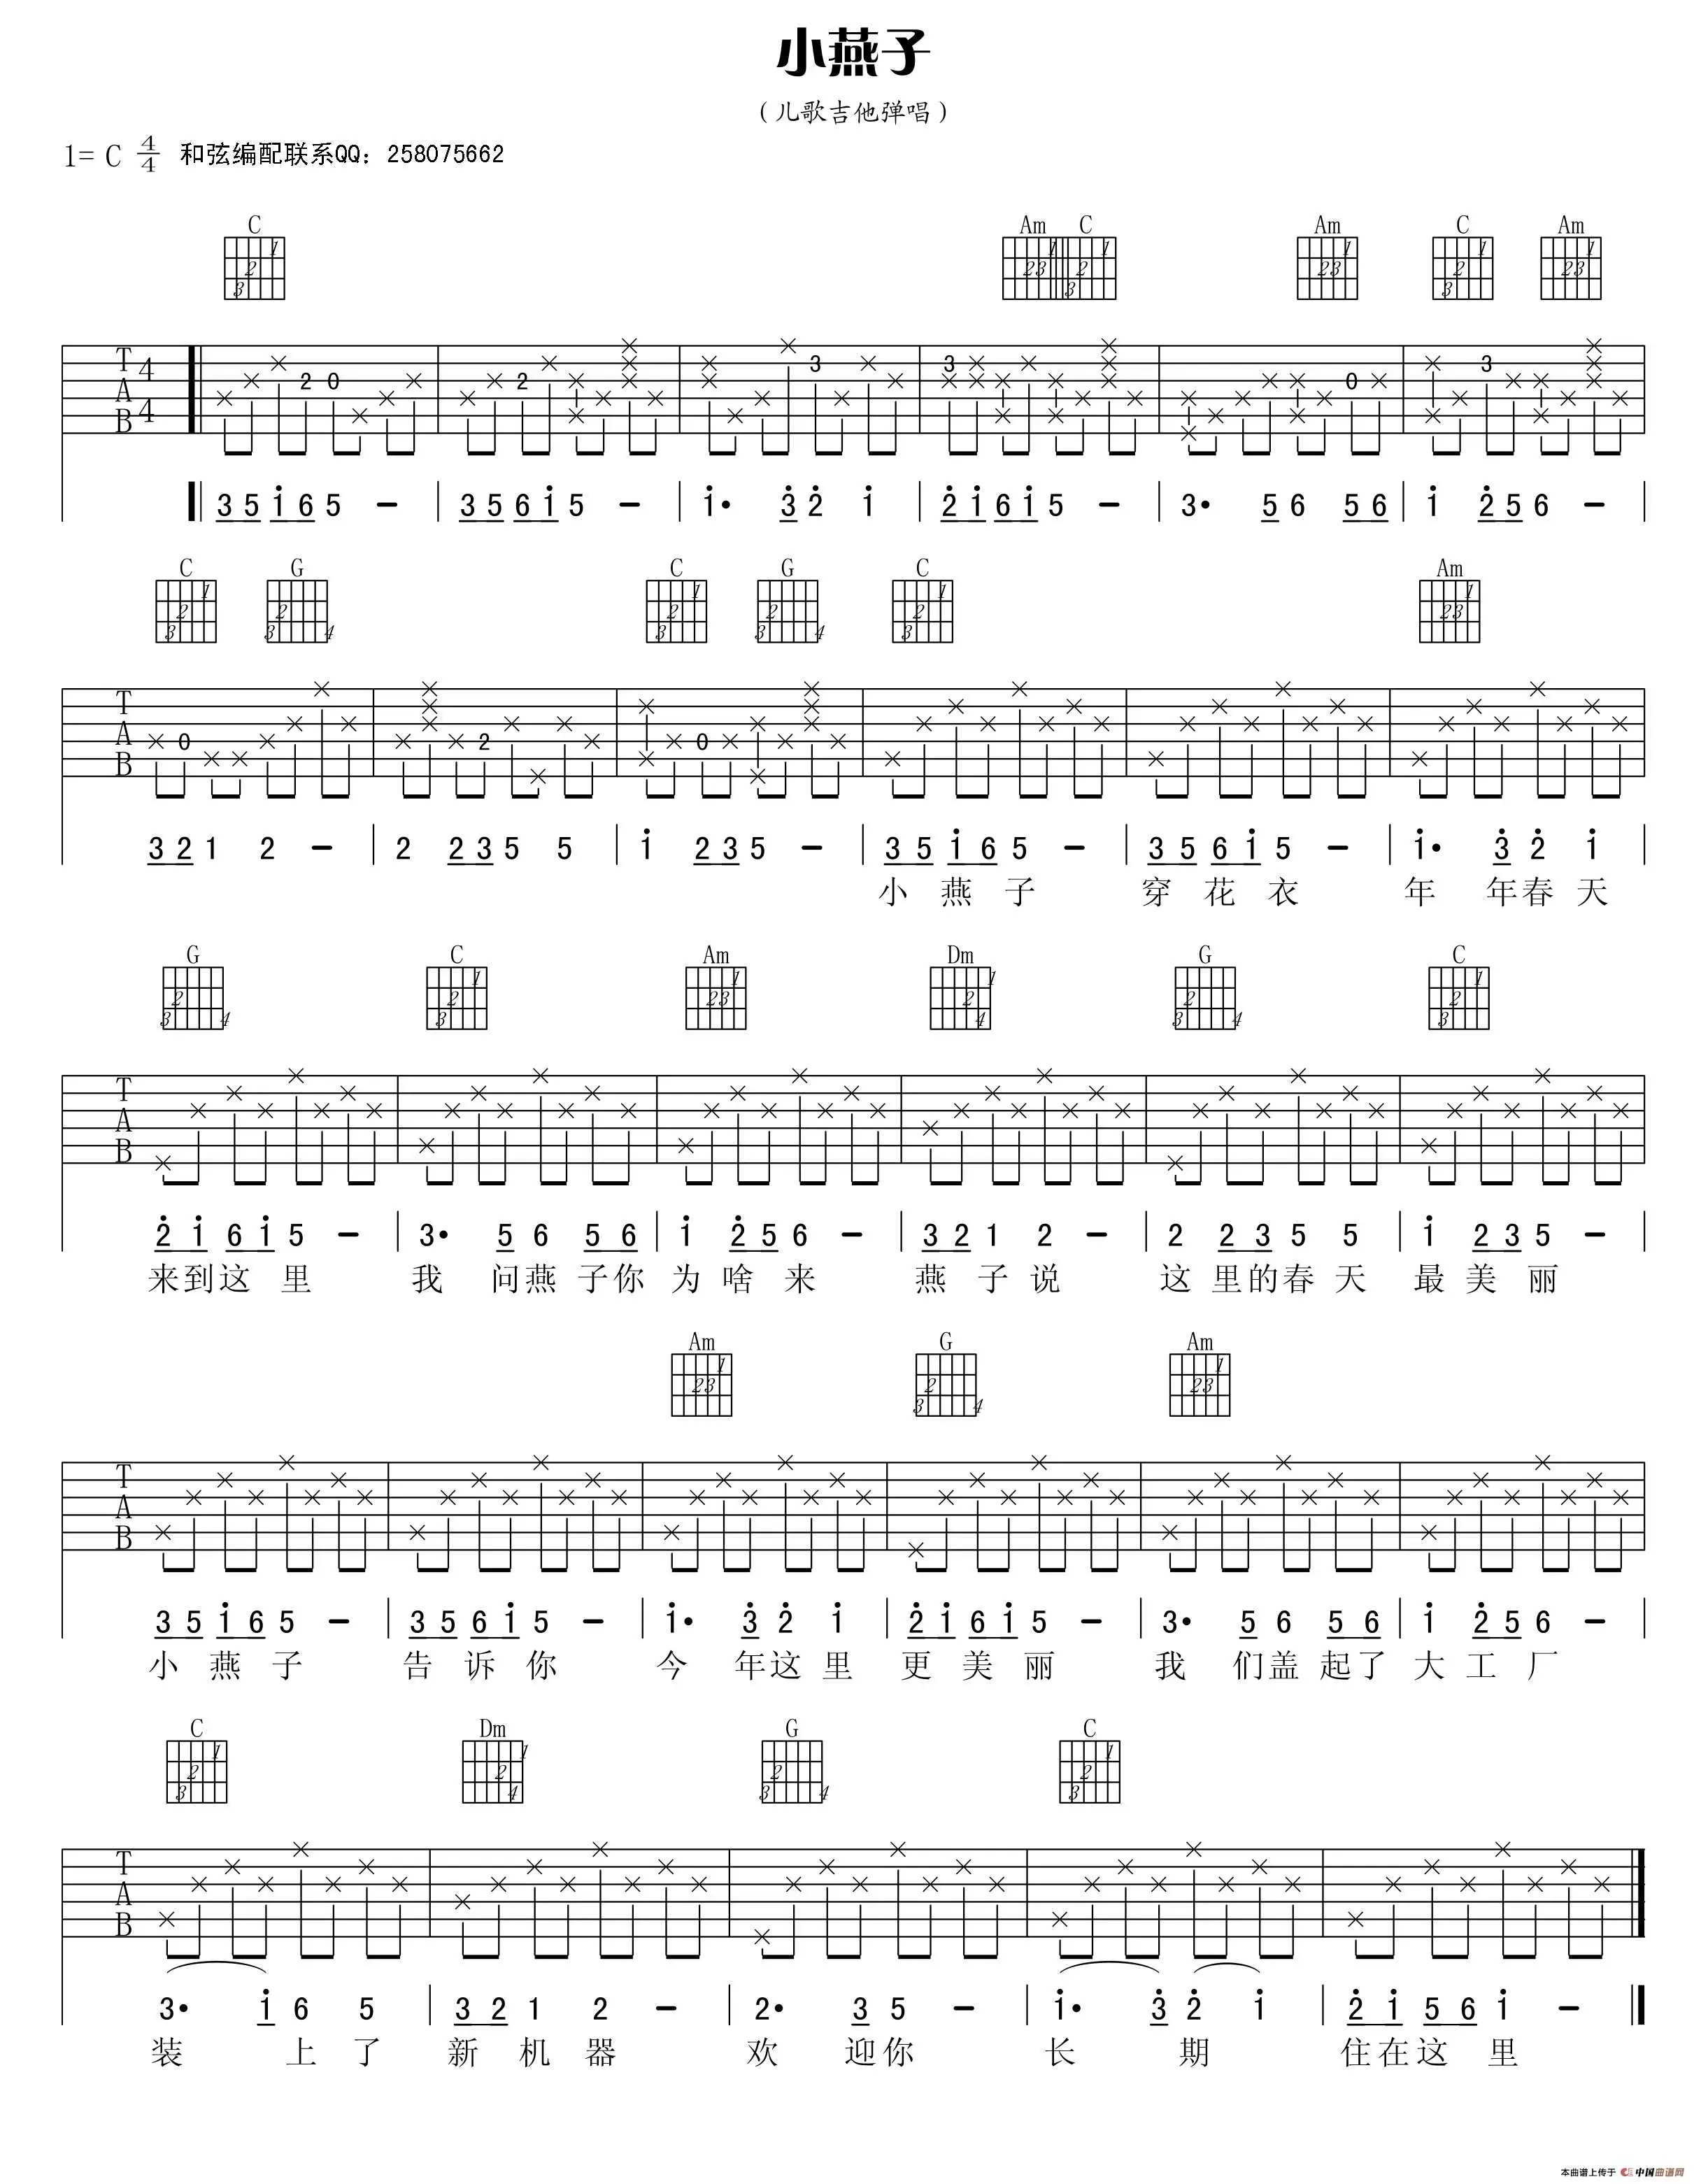 小燕子
（儿歌吉他弹唱）
1= C 4/4 和弦编配联系QQ：258075662
C Am C Am C Am
T A B 4/4 2 0 2 3 3 0 3
3 5 i 6 5 － 3 5 6 i 5 － i· 3̇ 2̇ i 2̇ i 6 i 5 － 3· 5 6 5 6 i 2̇ 5 6 －
C G C G C Am
T A B 0 2 0
3 2 1 2 － 2 2 3 5 5 i 2 3 5 － 3 5 i 6 5 － 3 5 6 i 5 － i· 3̇ 2̇ i
小 燕 子 穿 花 衣 年 年 春 天
G C Am Dm G C
T A B
2̇ i 6 i 5 － 3· 5 6 5 6 i 2̇ 5 6 － 3 2 1 2 － 2 2 3 5 5 i 2 3 5 －
来 到 这 里 我 问 燕 子 你 为 啥 来 燕 子 说 这 里 的 春 天 最 美 丽
Am G Am
T A B
3 5 i 6 5 － 3 5 6 i 5 － i· 3̇ 2̇ i 2̇ i 6 i 5 － 3· 5 6 5 6 i 2̇ 5 6 －
小 燕 子 告 诉 你 今 年 这 里 更 美 丽 我 们 盖 起 了 大 工 厂
C Dm G C
T A B
3· i 6 5 3 2 1 2 － 2· 3 5 － i· 3̇ 2̇ i 2̇ i 5 6 i －
装 上 了 新 机 器 欢 迎 你 长 期 住 在 这 里
本曲谱上传于 中国曲谱网